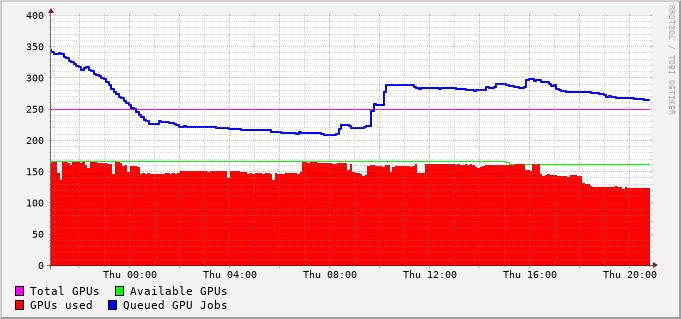 400
350
300
250
200
150
100
50
0
Thu 00:00 Thu 04:00 Thu 08:00 Thu 12:00 Thu 16:00 Thu 20:00
Total GPUs Available GPUs
GPUs used Queued GPU Jobs
RRDTOOL / TOBI OETIKER